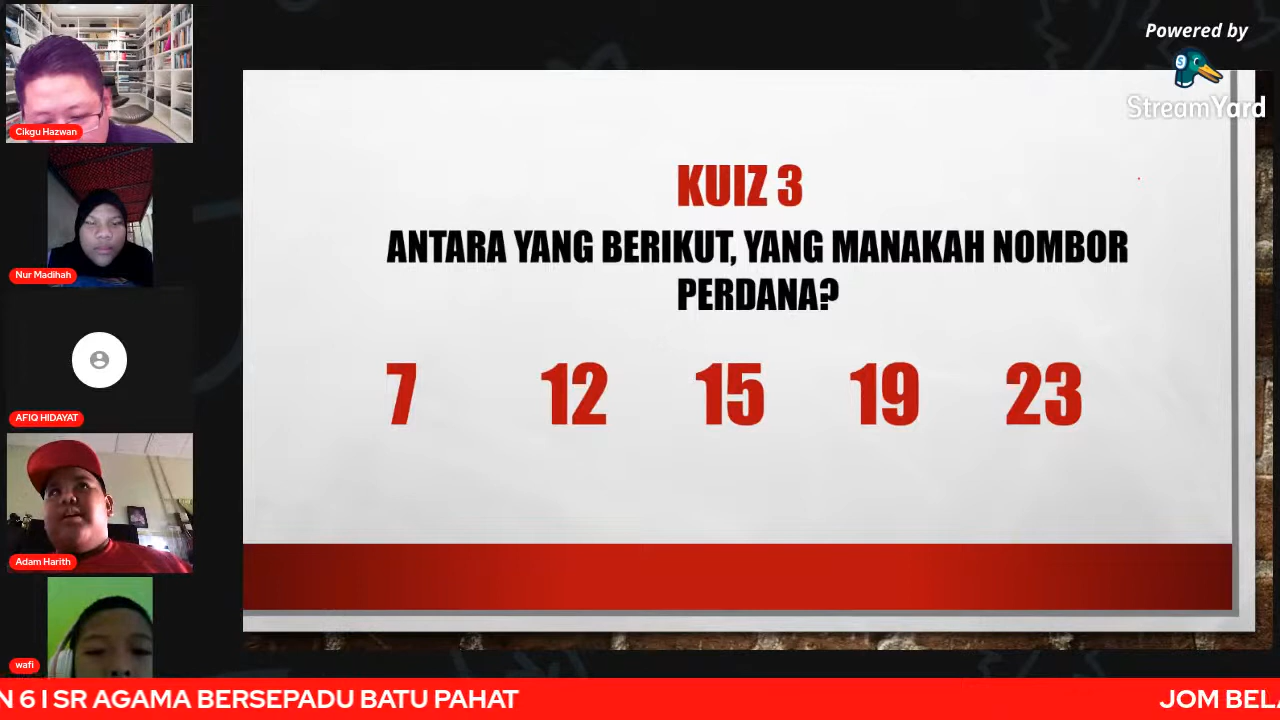 Powered by
StreamYard
Cikgu Hazwan
Nur Madihah
AFIQ HIDAYAT
Adam Harith
wafi
KUIZ 3
ANTARA YANG BERIKUT, YANG MANAKAH NOMBOR
PERDANA?
7 12 15 19 23
N 6 I SR AGAMA BERSEPADU BATU PAHAT
JOM BELA